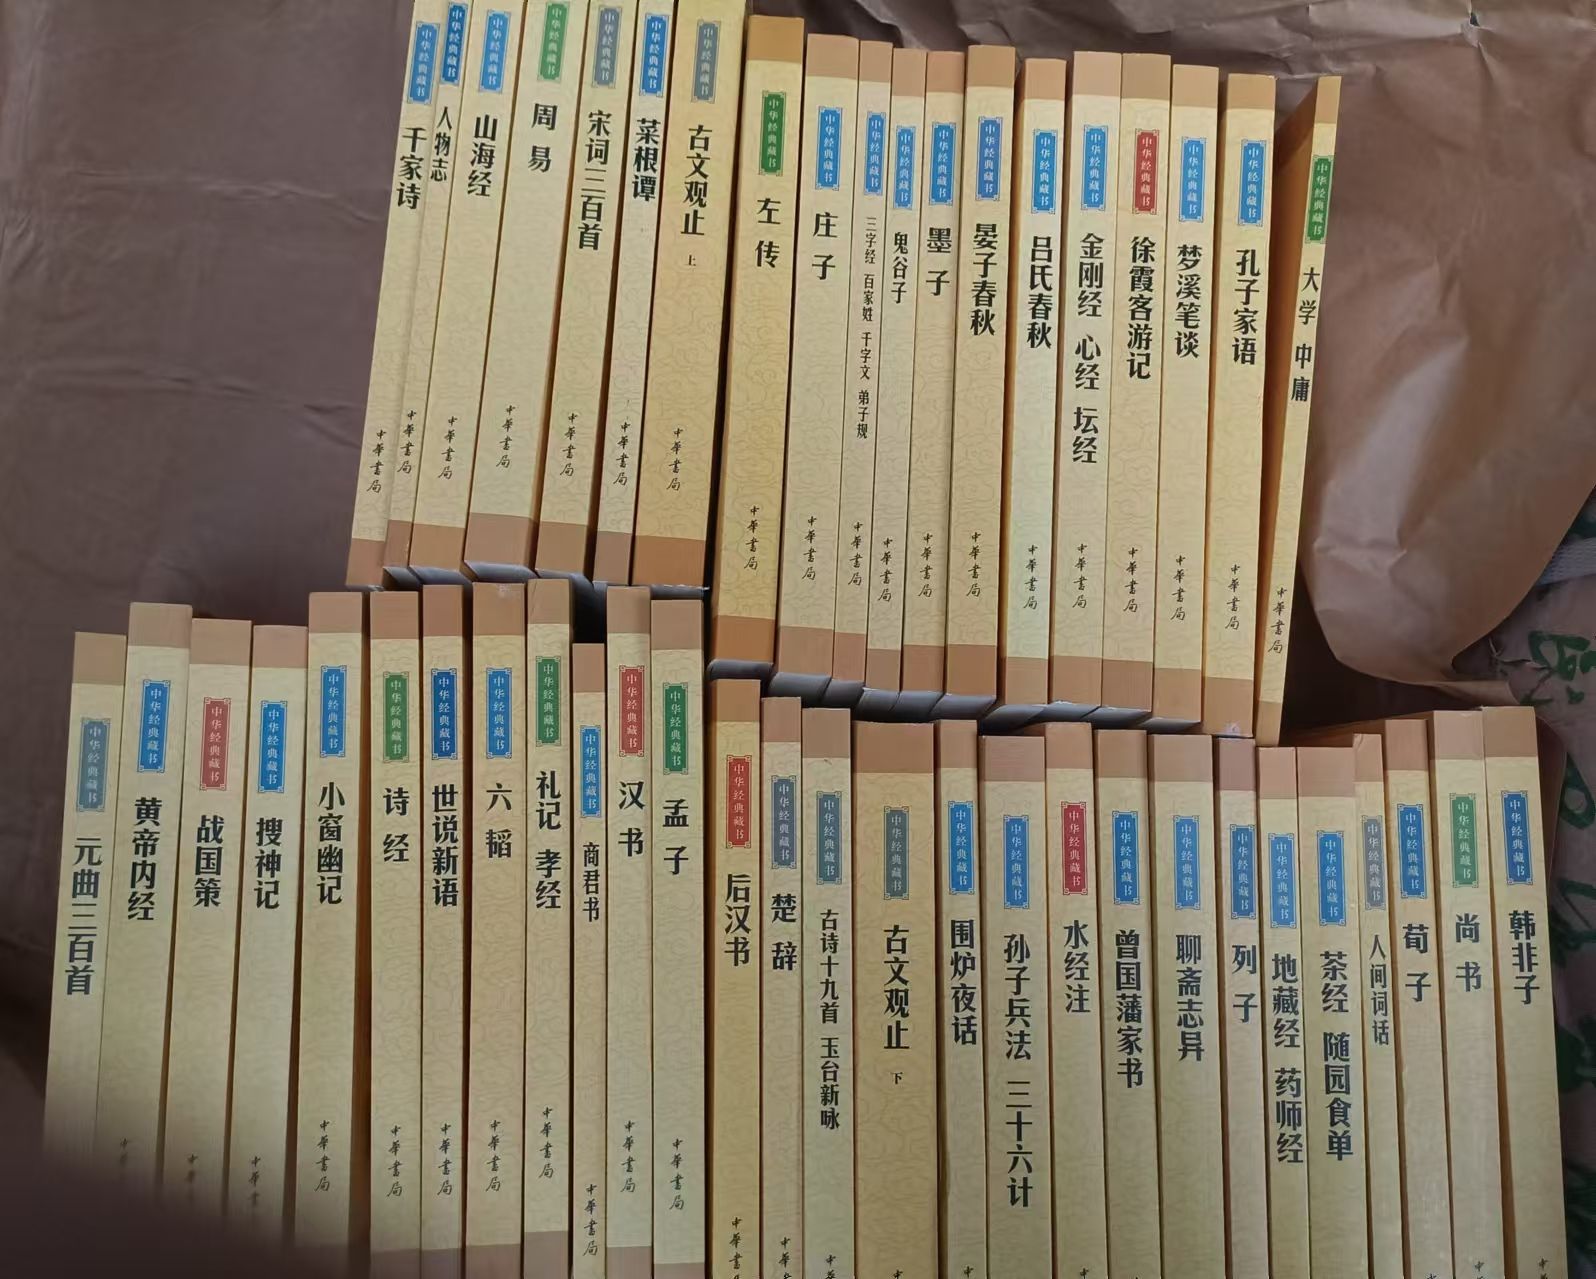 中华经典藏书 千家诗 中华书局
中华经典藏书 人物志 中华书局
中华经典藏书 山海经 中华书局
中华经典藏书 周易 中华书局
中华经典藏书 宋词三百首 中华书局
中华经典藏书 菜根谭 中华书局
中华经典藏书 古文观止 上 中华书局
中华经典藏书 左传 中华书局
中华经典藏书 庄子 中华书局
中华经典藏书 三字经 百家姓 千字文 弟子规 中华书局
中华经典藏书 鬼谷子 中华书局
中华经典藏书 墨子 中华书局
中华经典藏书 晏子春秋 中华书局
中华经典藏书 吕氏春秋 中华书局
中华经典藏书 金刚经 心经 坛经 中华书局
中华经典藏书 徐霞客游记 中华书局
中华经典藏书 梦溪笔谈 中华书局
中华经典藏书 孔子家语 中华书局
中华经典藏书 大学 中庸 中华书局
中华经典藏书 元曲三百首
中华经典藏书 黄帝内经 中
中华经典藏书 战国策 中
中华经典藏书 搜神记 中华书
中华经典藏书 小窗幽记 中华书局
中华经典藏书 诗经 中华书局
中华经典藏书 世说新语 中华书局
中华经典藏书 六韬 中华书局
中华经典藏书 礼记 孝经 中华书局
中华经典藏书 商君书 中华书局
中华经典藏书 汉书 中华书局
中华经典藏书 孟子 中华书局
中华经典藏书 后汉书 中华书
中华经典藏书 楚辞 中华
中华经典藏书 古诗十九首 玉台新咏 中华
中华经典藏书 古文观止 下 中
中华经典藏书 围炉夜话 中
中华经典藏书 孙子兵法 三十六计
中华经典藏书 水经注 中
中华经典藏书 曾国藩家书 中
中华经典藏书 聊斋志异
中华经典藏书 列子
中华经典藏书 地藏经 药师经
中华经典藏书 茶经 随园食单
中华经典藏书 人间词话
中华经典藏书 荀子 中
中华经典藏书 尚书 中
中华经典藏书 韩非子 中